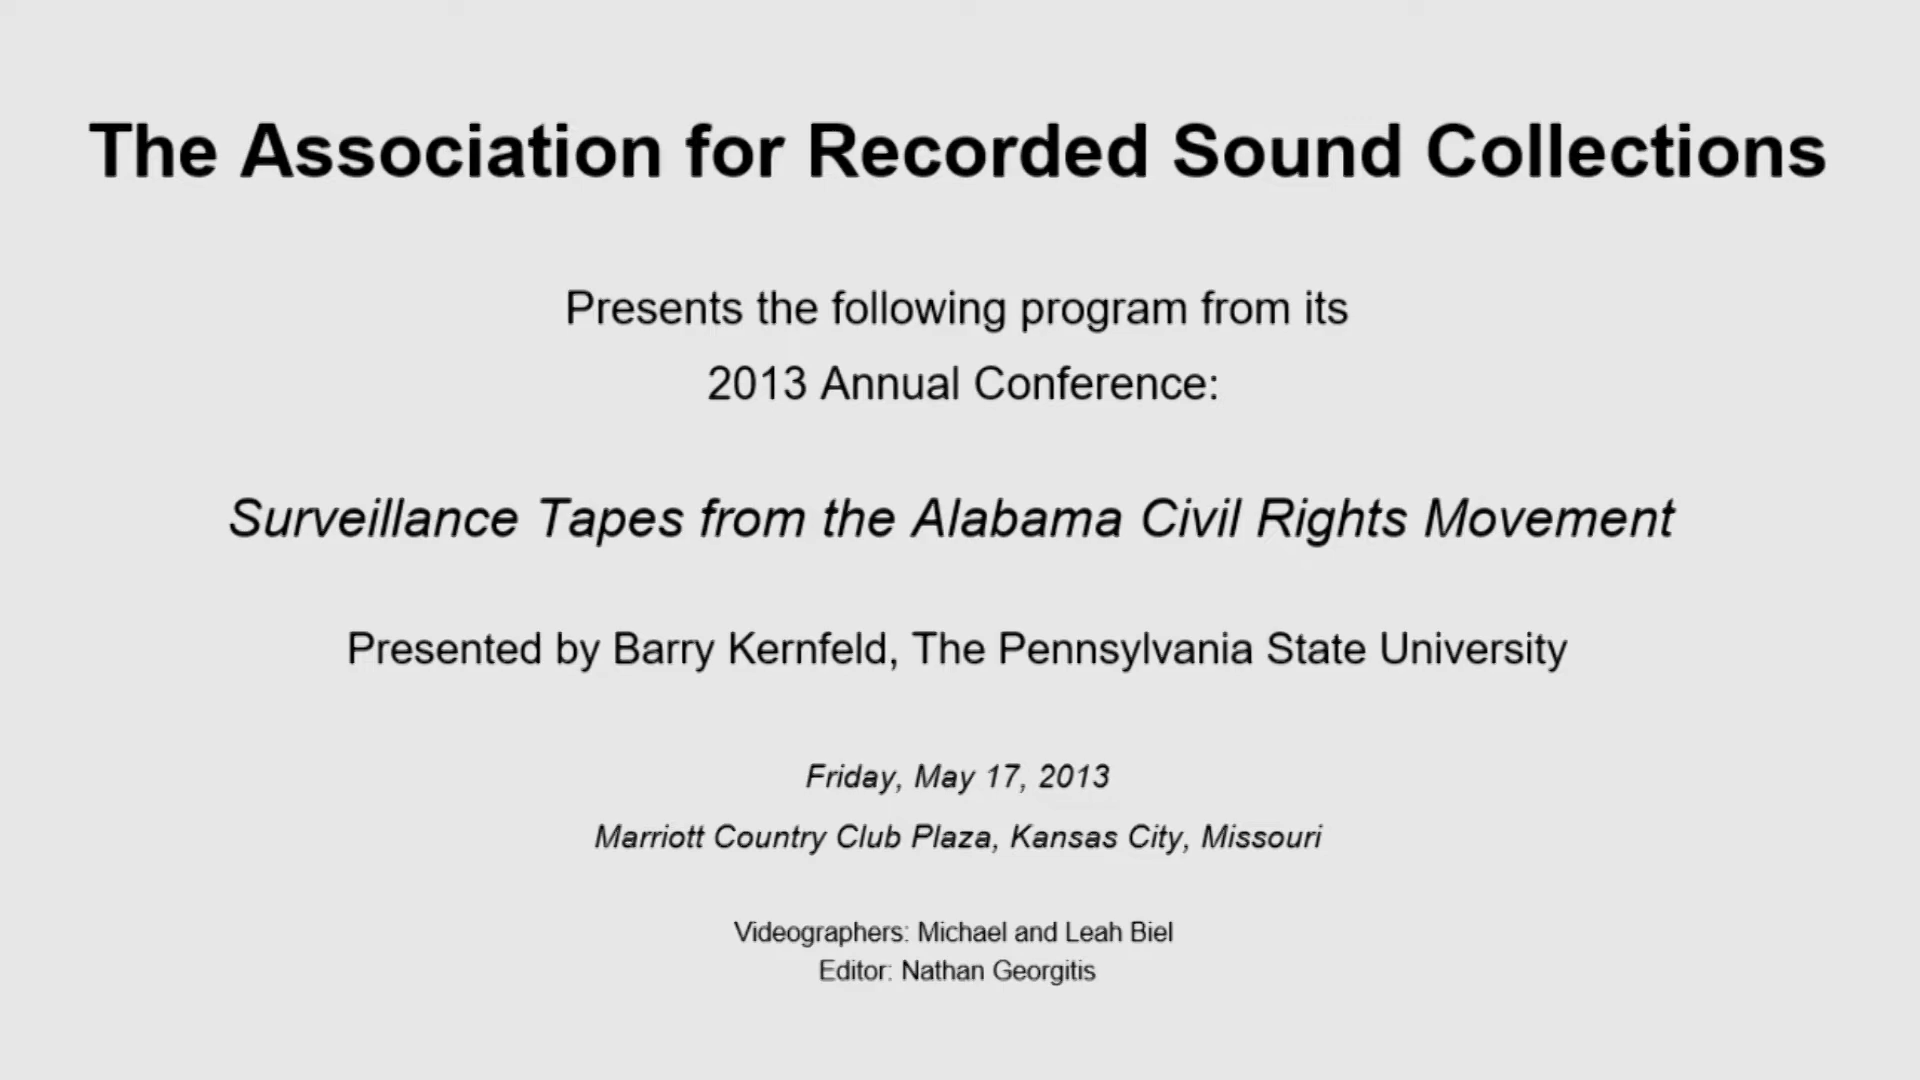 The Association for Recorded Sound Collections
Presents the following program from its
2013 Annual Conference:
Surveillance Tapes from the Alabama Civil Rights Movement
Presented by Barry Kernfeld, The Pennsylvania State University
Friday, May 17, 2013
Marriott Country Club Plaza, Kansas City, Missouri
Videographers: Michael and Leah Biel
Editor: Nathan Georgitis